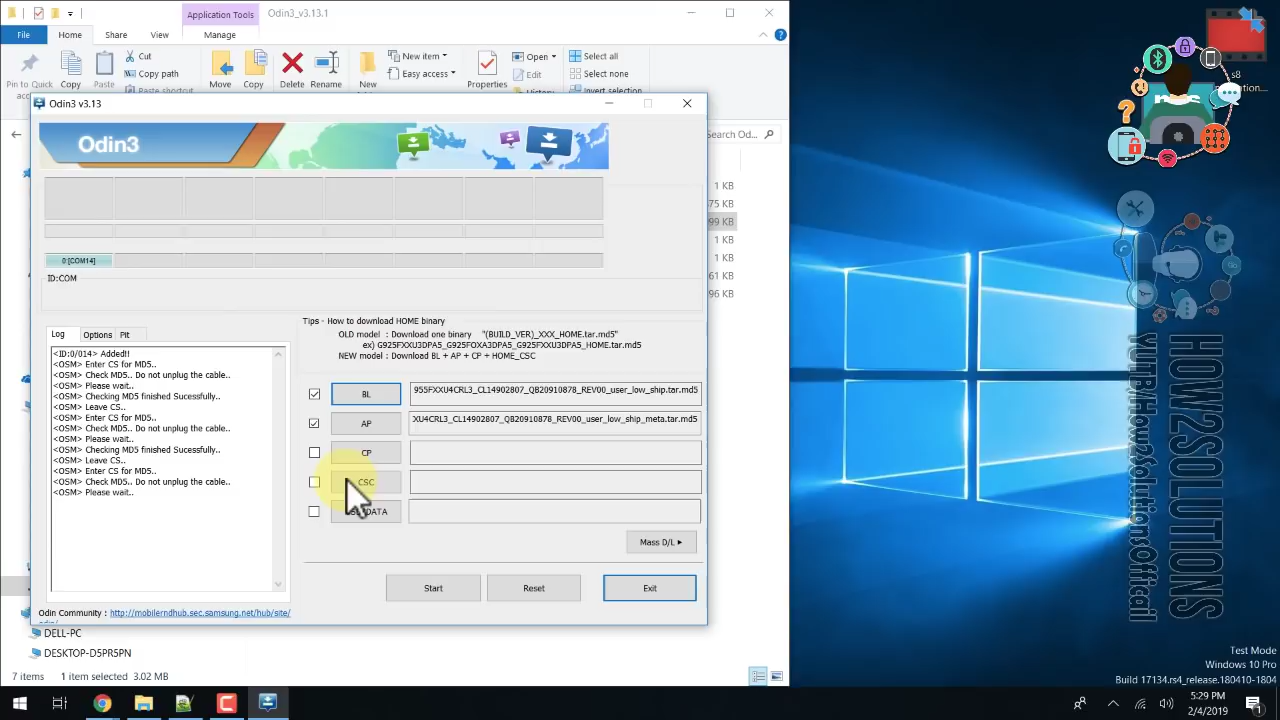 Application Tools
Odin3_v3.13.1
File
Home
Share
View
Manage
Pin to Quick
Copy
Paste
Cut
Copy path
Paste shortcut
Move
Copy
Delete
Rename
New
New item
Easy access
Properties
Open
Edit
History
Select all
Select none
Invert selection
Odin3 v3.13
Search Od...
Odin3
1 KB
75 KB
99 KB
1 KB
1 KB
61 KB
96 KB
0:[COM14]
ID:COM
Tips - How to download HOME binary
OLD model : Download one binary "(BUILD_VER)_XXX_HOME.tar.md5"
ex) G925FXXU3DPA5_G925FOXA3DPA5_G925FXXU3DPA5_HOME.tar.md5
NEW model : Download BL + AP + CP + HOME_CSC
Log
Options
Pit
<ID:0/014> Added!!
<OSM> Enter CS for MD5..
<OSM> Check MD5.. Do not unplug the cable..
<OSM> Please wait..
<OSM> Checking MD5 finished Sucessfully..
<OSM> Leave CS..
<OSM> Enter CS for MD5..
<OSM> Check MD5.. Do not unplug the cable..
<OSM> Please wait..
<OSM> Checking MD5 finished Sucessfully..
<OSM> Leave CS..
<OSM> Enter CS for MD5..
<OSM> Check MD5.. Do not unplug the cable..
<OSM> Please wait..
BL
955FXXU4CRL3_CL14902907_QB20910878_REV00_user_low_ship.tar.md5
AP
XU4CRL3_CL14902907_QB20910878_REV00_user_low_ship_meta.tar.md5
CP
CSC
DATA
Mass D/L
Start
Reset
Exit
Odin Community : http://mobilerndhub.sec.samsung.net/hub/site/
odin/
DELL-PC
DESKTOP-D5PR5PN
7 items
selected 3.02 MB
s8
HOW2SOLUTIONS
Test Mode
Windows 10 Pro
Build 17134.rs4_release.180410-1804
5:29 PM
2/4/2019
1